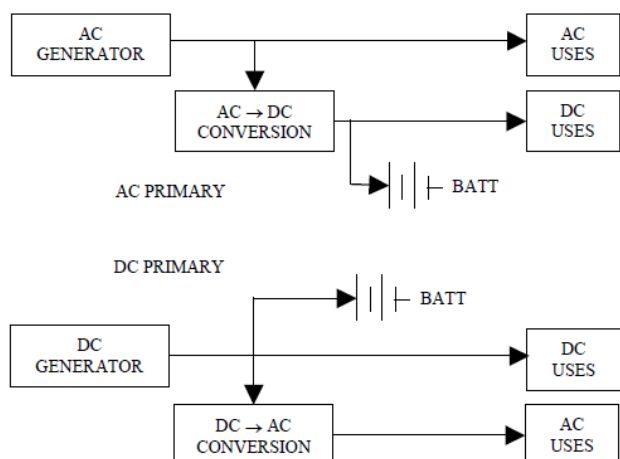 AC
GENERATOR
AC
USES
AC → DC
CONVERSION
DC
USES
BATT
AC PRIMARY
DC PRIMARY
BATT
DC
GENERATOR
DC
USES
DC → AC
CONVERSION
AC
USES